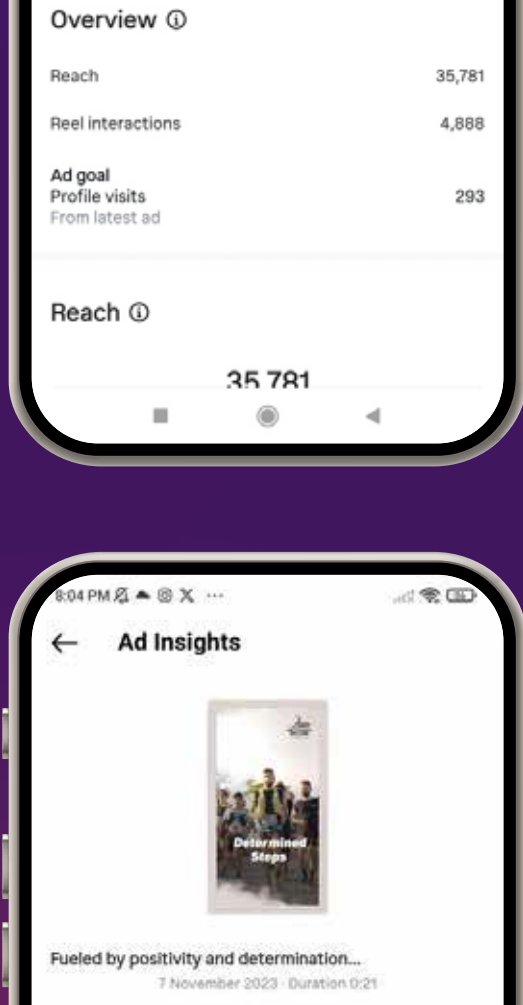 Overview
Reach 35,781
Reel interactions 4,888
Ad goal
Profile visits 293
From latest ad
Reach
35,781
8:04 PM
Ad Insights
Determined
Steps
Fueled by positivity and determination...
7 November 2023 · Duration 0:21